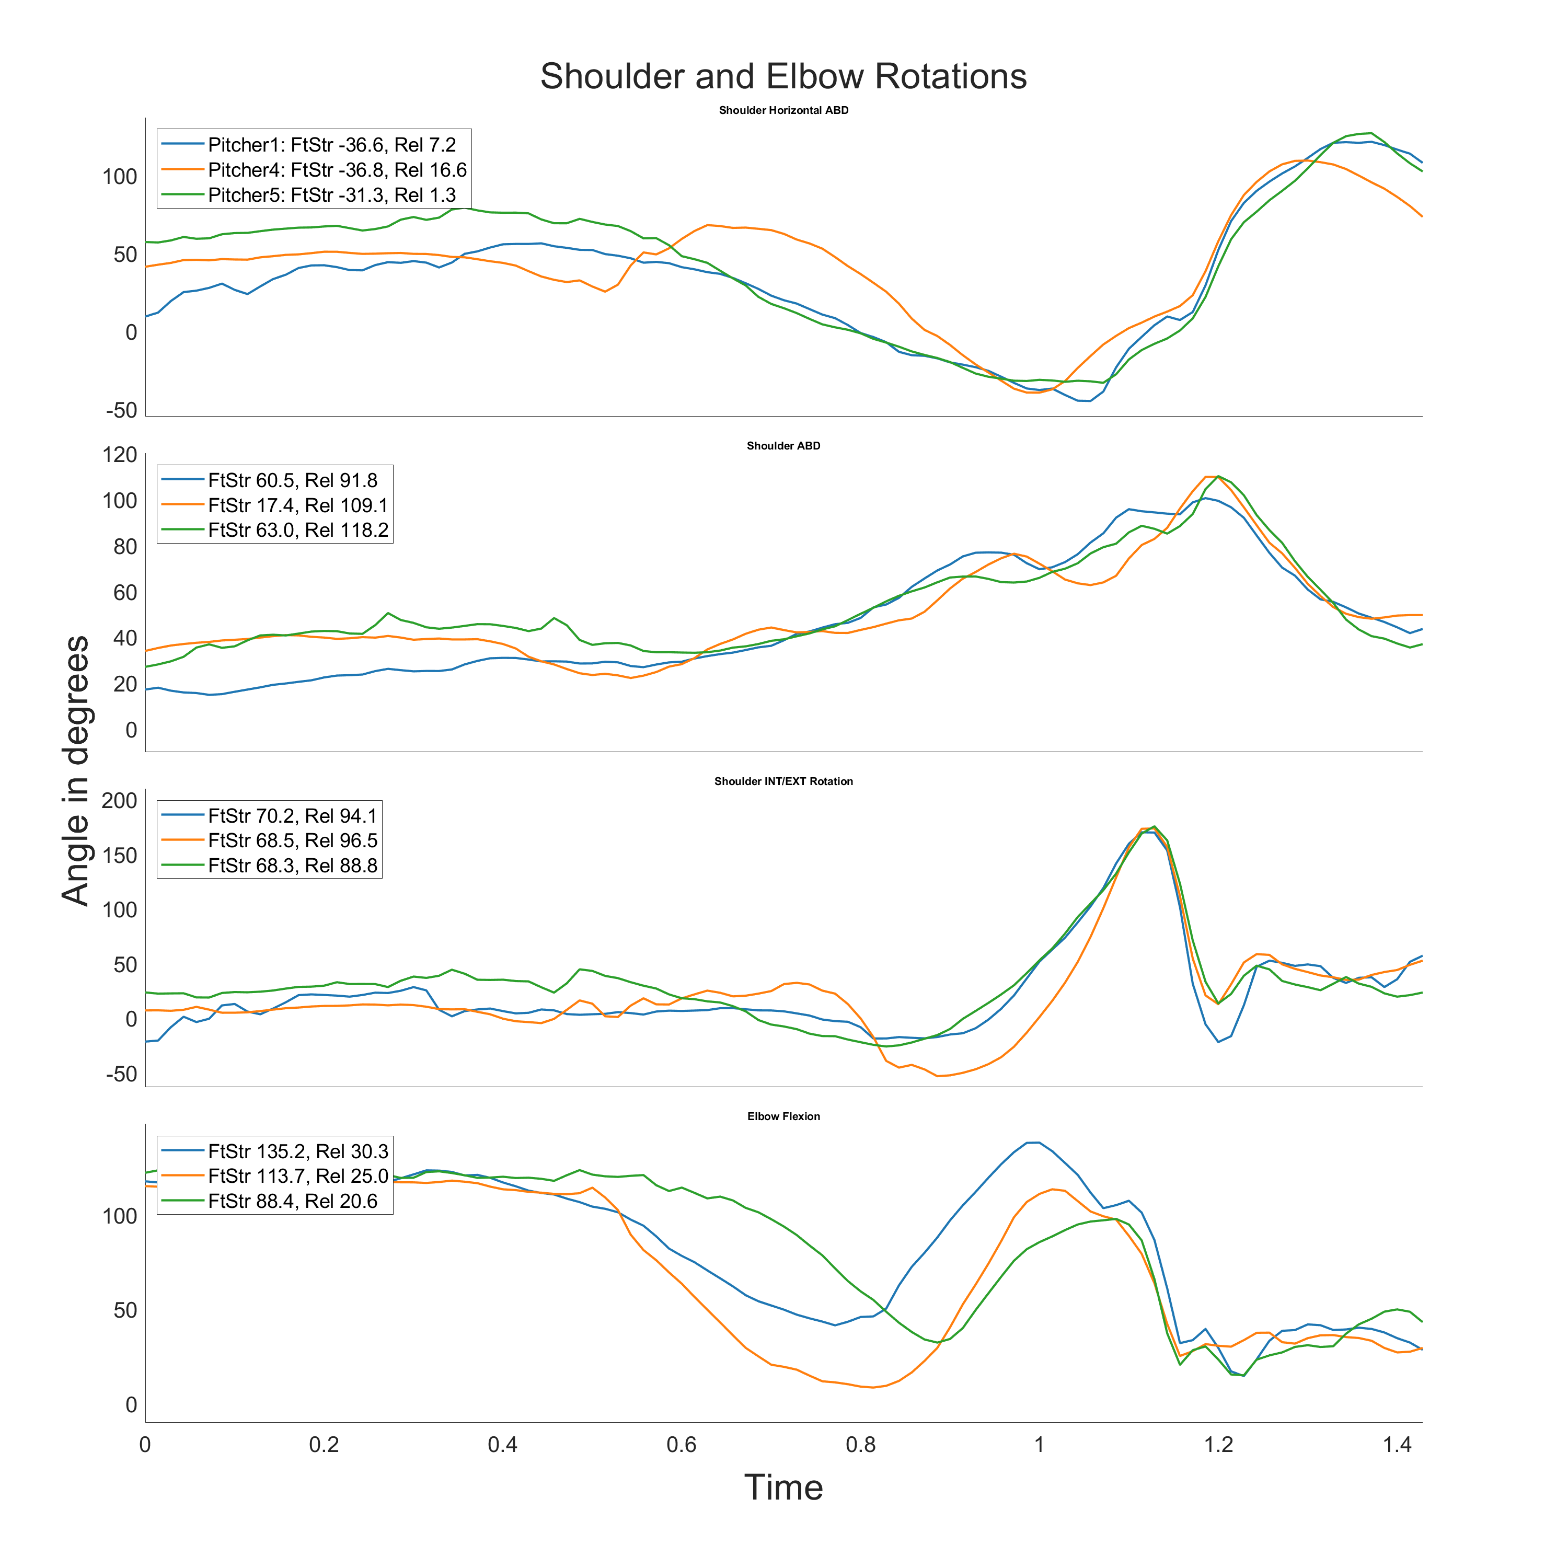 Shoulder and Elbow Rotations
Shoulder Horizontal ABD
Pitcher1: FtStr -36.6, Rel 7.2
Pitcher4: FtStr -36.8, Rel 16.6
Pitcher5: FtStr -31.3, Rel 1.3
100
50
0
-50
Shoulder ABD
FtStr 60.5, Rel 91.8
FtStr 17.4, Rel 109.1
FtStr 63.0, Rel 118.2
120
100
80
60
40
20
0
Angle in degrees
Shoulder INT/EXT Rotation
FtStr 70.2, Rel 94.1
FtStr 68.5, Rel 96.5
FtStr 68.3, Rel 88.8
200
150
100
50
0
-50
Elbow Flexion
FtStr 135.2, Rel 30.3
FtStr 113.7, Rel 25.0
FtStr 88.4, Rel 20.6
100
50
0
0 0.2 0.4 0.6 0.8 1 1.2 1.4
Time